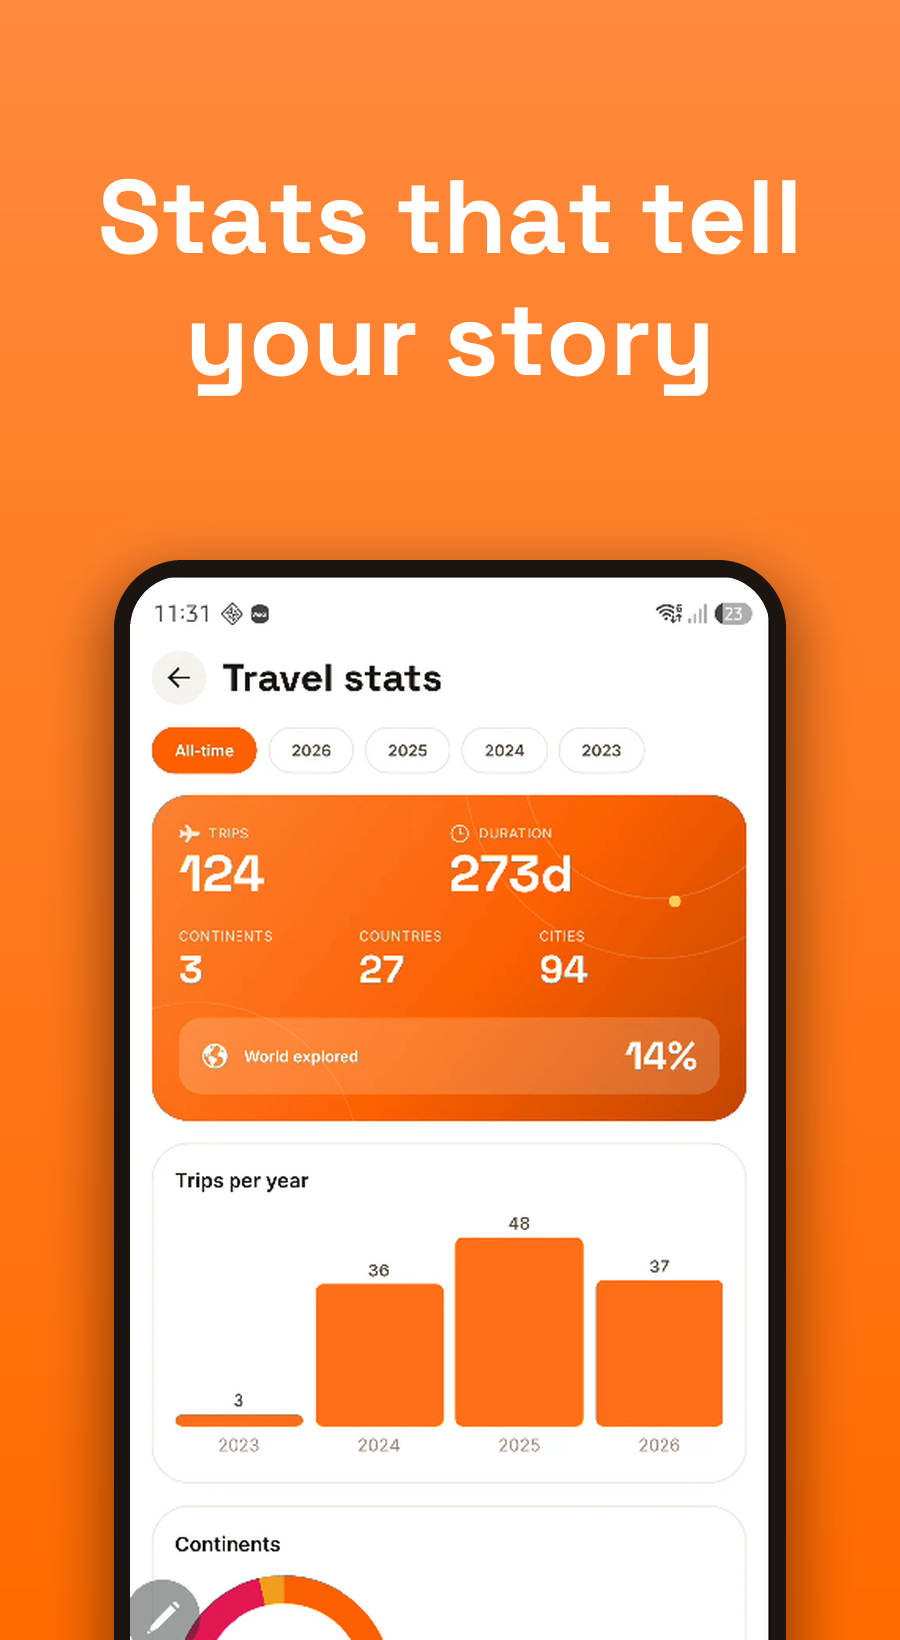 Stats that tell
your story
11:31
23
Travel stats
All-time 2026 2025 2024 2023
TRIPS DURATION
124 273d
CONTINENTS COUNTRIES CITIES
3 27 94
World explored 14%
Trips per year
48
36 37
3
2023 2024 2025 2026
Continents